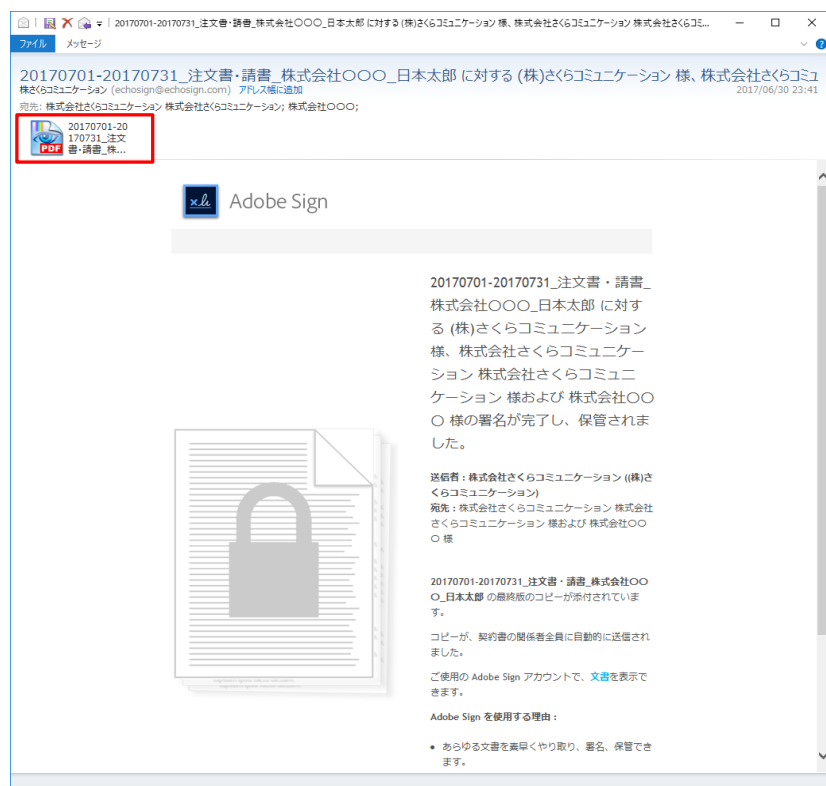 20170701-20170731_注文書・請書_株式会社〇〇〇_日本太郎 に対する (株)さくらコミュニケーション 様、株式会社さくらコミュニケーション 株式会社さくらコミ...
ファイル メッセージ
20170701-20170731_注文書・請書_株式会社〇〇〇_日本太郎 に対する (株)さくらコミュニケーション 様、株式会社さくらコミュ
株さくらコミュニケーション (echosign@echosign.com) アドレス帳に追加
2017/06/30 23:41
宛先: 株式会社さくらコミュニケーション 株式会社さくらコミュニケーション; 株式会社〇〇〇;
PDF
20170701-20
170731_注文
書・請書_株...
Adobe Sign
20170701-20170731_注文書・請書_
株式会社〇〇〇_日本太郎 に対す
る (株)さくらコミュニケーション
様、株式会社さくらコミュニケー
ション 株式会社さくらコミュニ
ケーション 様および 株式会社〇〇
〇 様の署名が完了し、保管されま
した。
送信者：株式会社さくらコミュニケーション ((株)さ
くらコミュニケーション)
宛先：株式会社さくらコミュニケーション 株式会社
さくらコミュニケーション 様および 株式会社〇〇
〇 様
20170701-20170731_注文書・請書_株式会社〇〇
〇_日本太郎 の最終版のコピーが添付されていま
す。
コピーが、契約書の関係者全員に自動的に送信され
ました。
ご使用の Adobe Sign アカウントで、文書を表示で
きます。
Adobe Sign を使用する理由：
• あらゆる文書を素早くやり取り、署名、保管でき
ます。